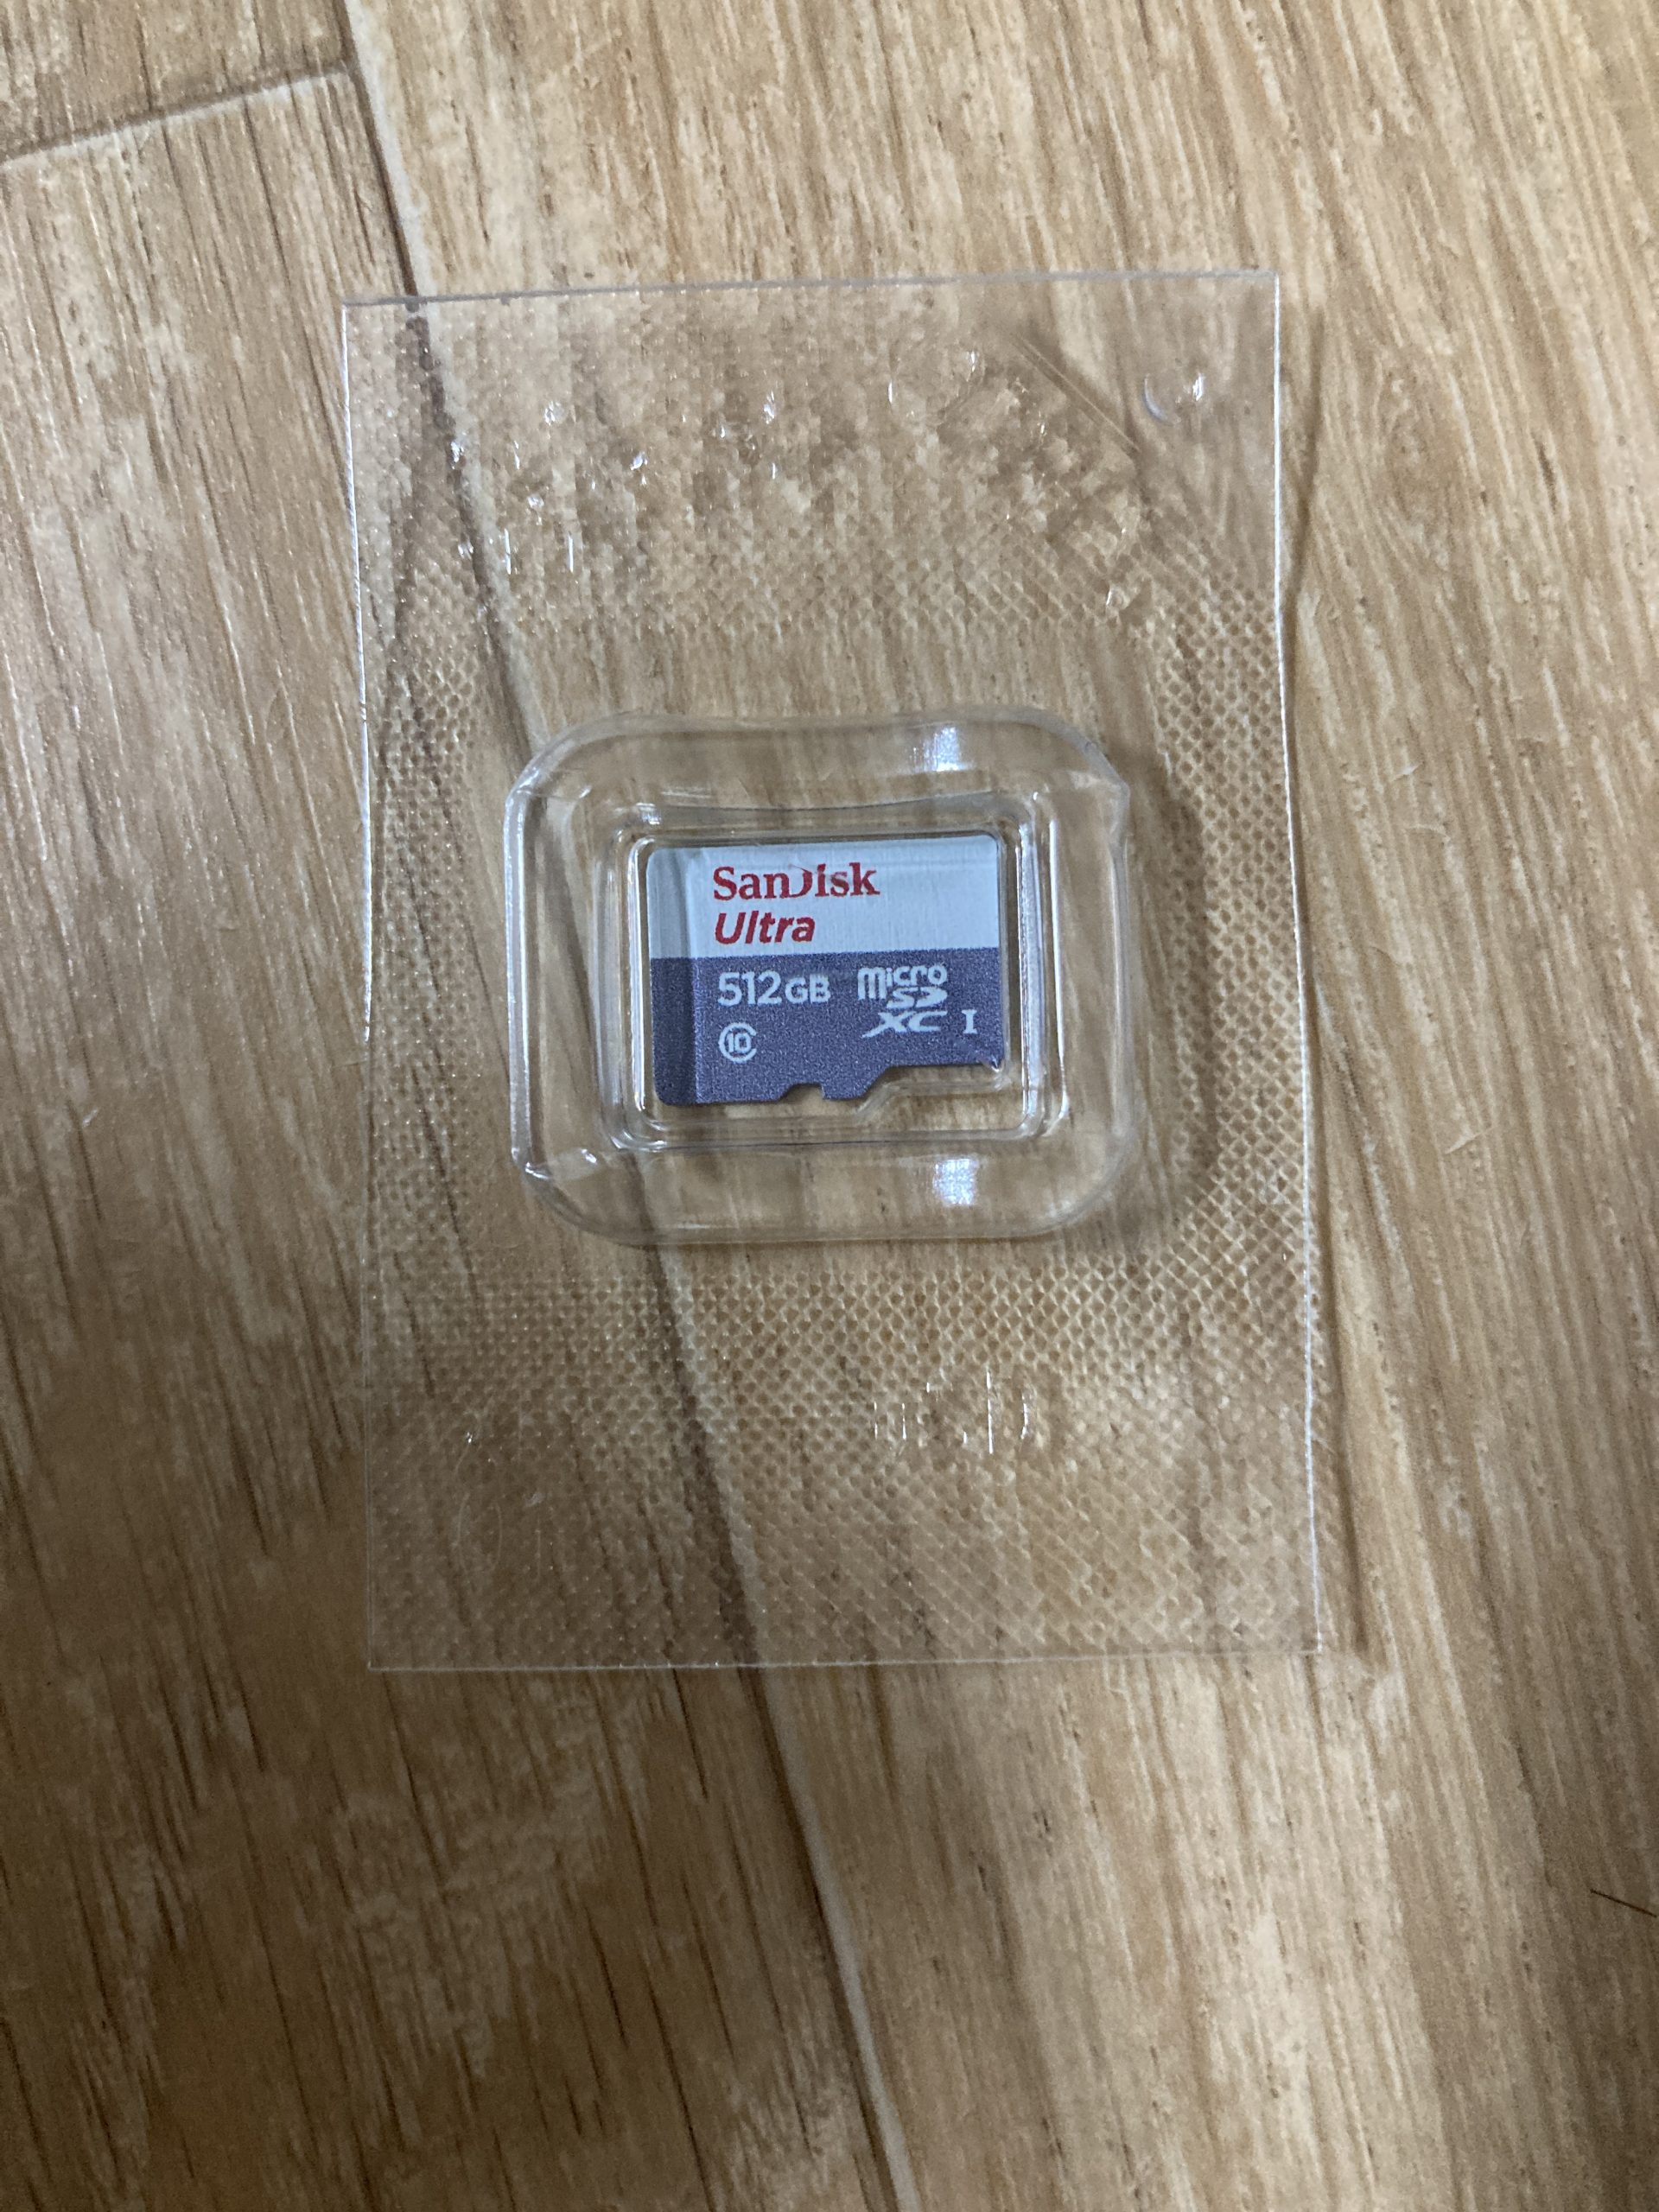 SanDisk
Ultra
512GB
Micro
SD
XC I
10